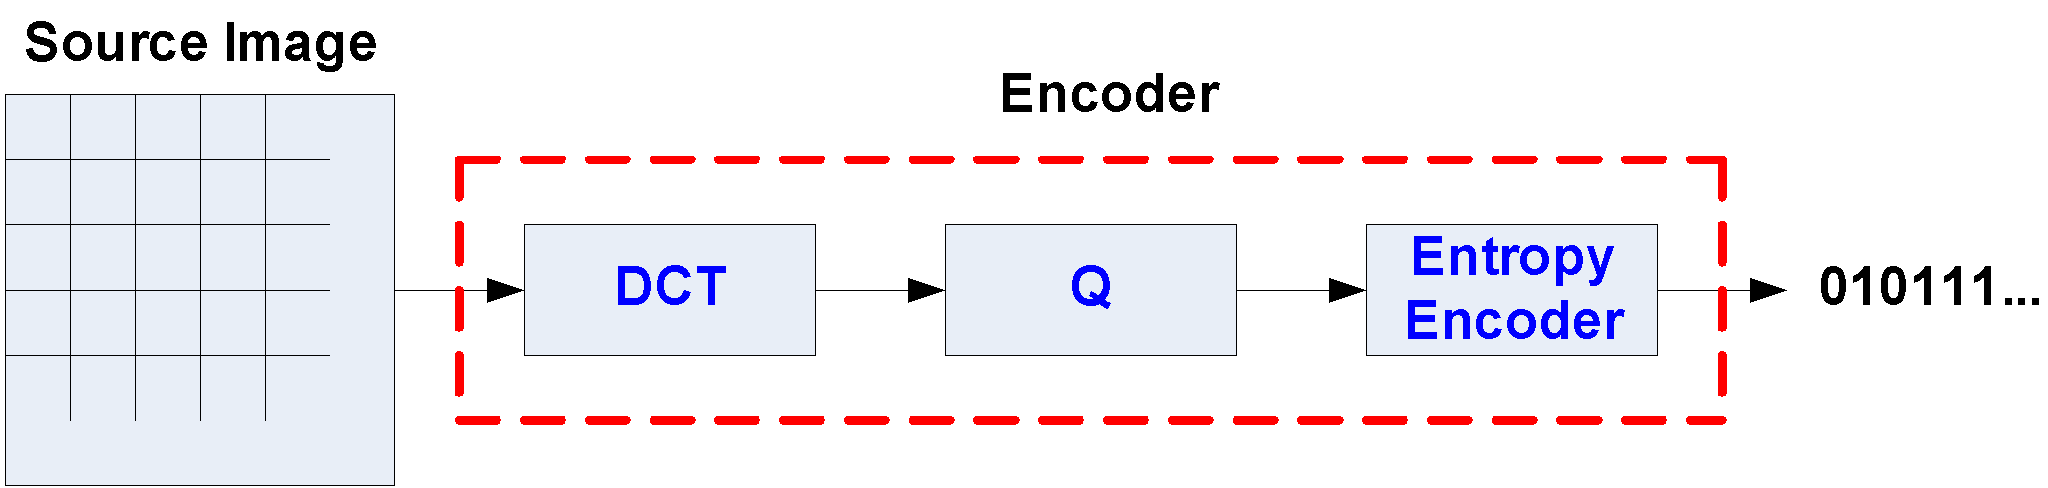 Source Image
Encoder
DCT
Q
Entropy
Encoder
010111...